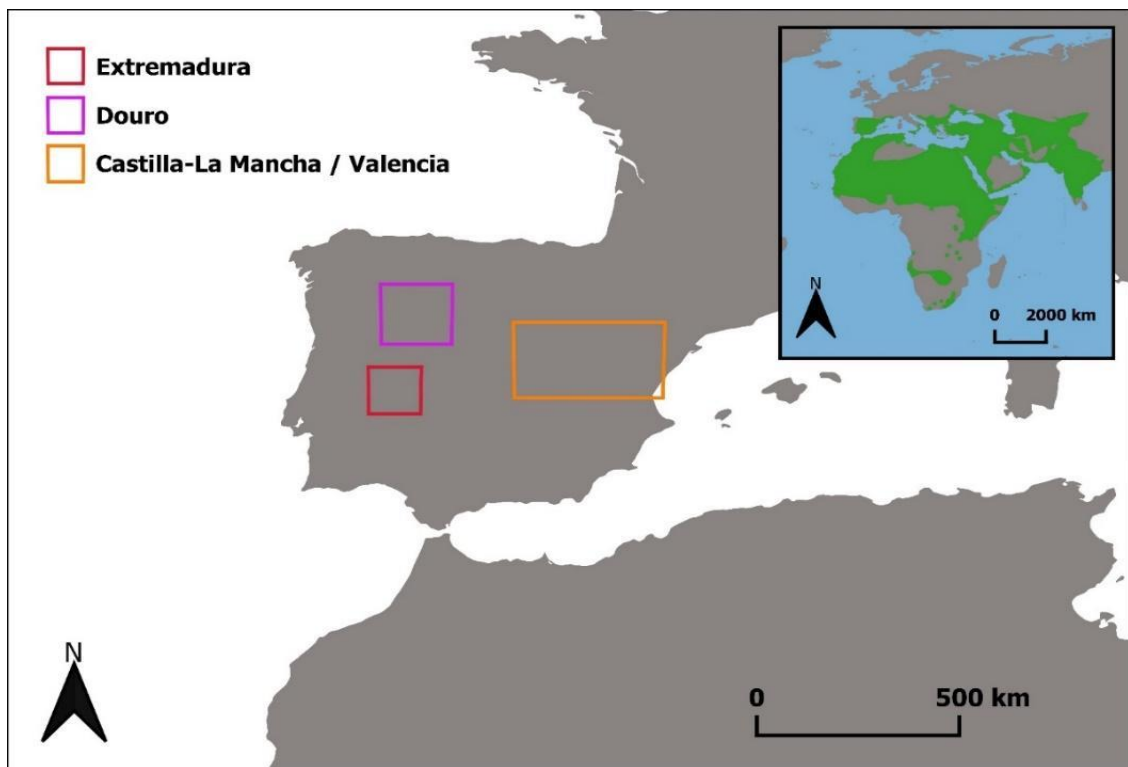 Extremadura
Douro
Castilla-La Mancha / Valencia
N
0 2000 km
N
0 500 km